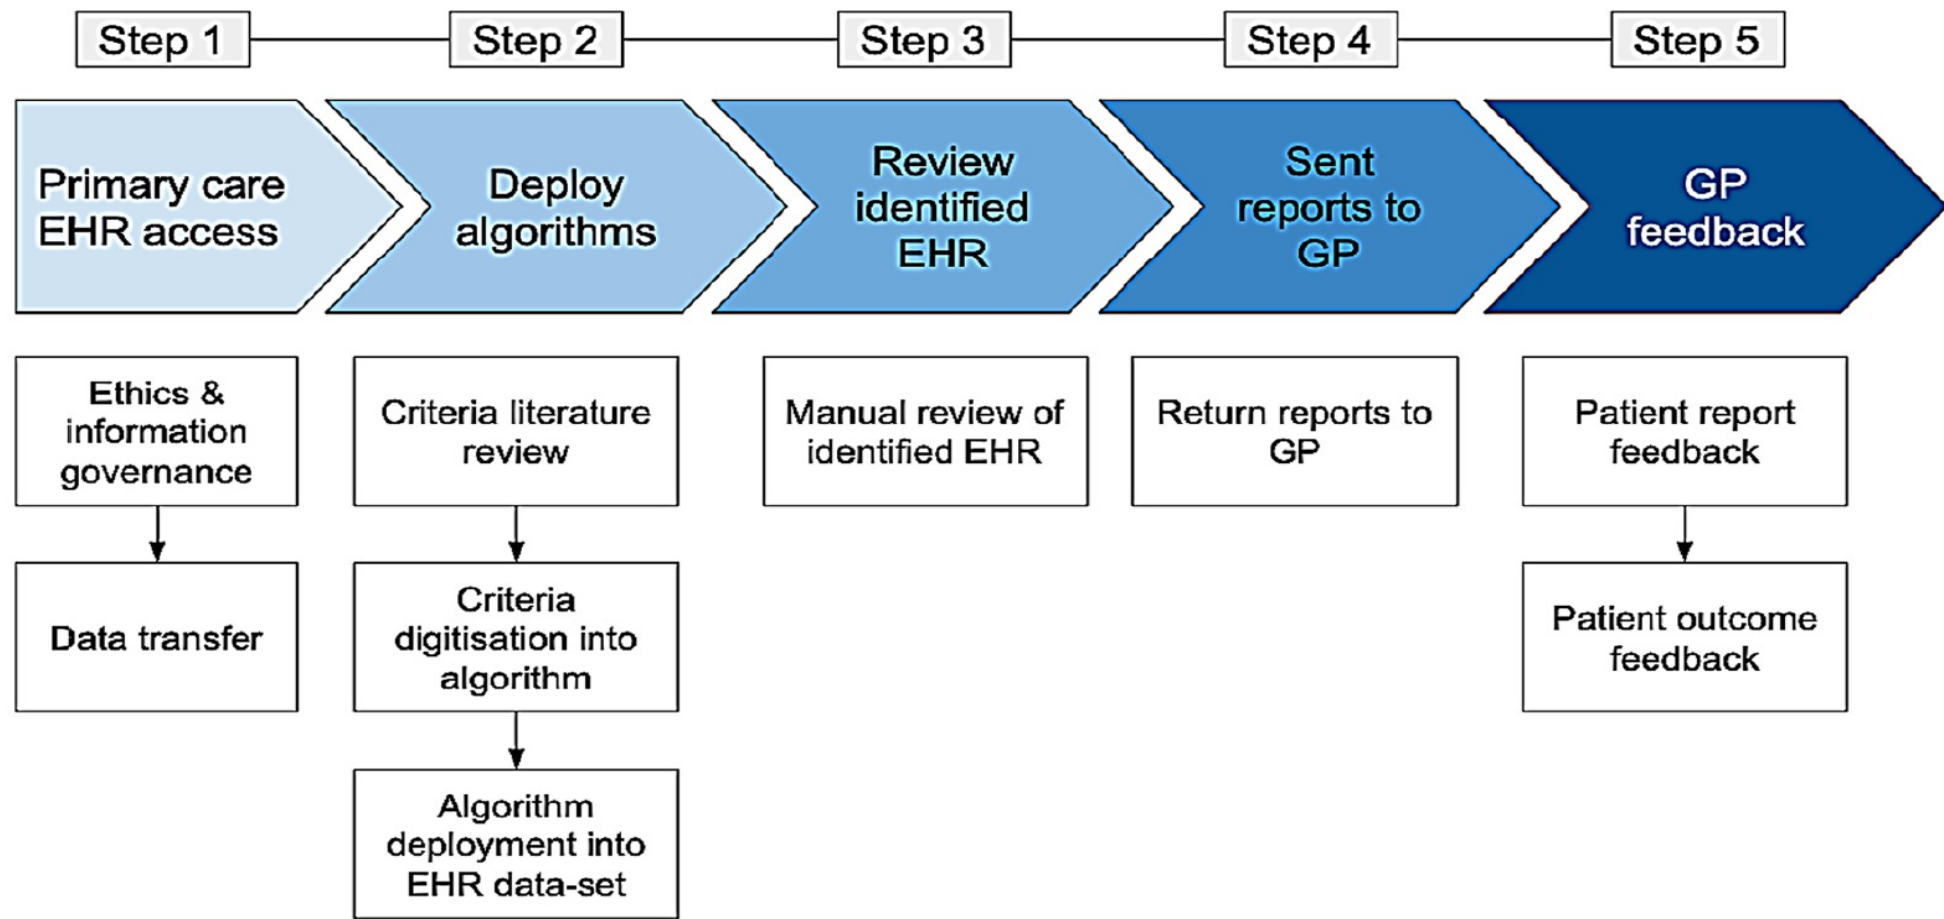 Step 1
Step 2
Step 3
Step 4
Step 5
Primary care
EHR access
Deploy
algorithms
Review
identified
EHR
Sent
reports to
GP
GP
feedback
Ethics &
information
governance
Data transfer
Criteria literature
review
Criteria
digitisation into
algorithm
Algorithm
deployment into
EHR data-set
Manual review of
identified EHR
Return reports to
GP
Patient report
feedback
Patient outcome
feedback